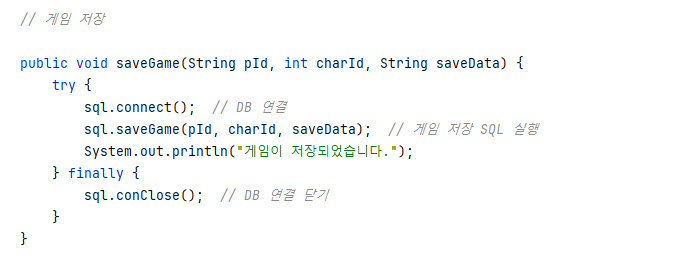 // 게임 저장
public void saveGame(String pId, int charId, String saveData) {
try {
sql.connect();  // DB 연결
sql.saveGame(pId, charId, saveData);  // 게임 저장 SQL 실행
System.out.println("게임이 저장되었습니다.");
} finally {
sql.conClose();  // DB 연결 닫기
}
}